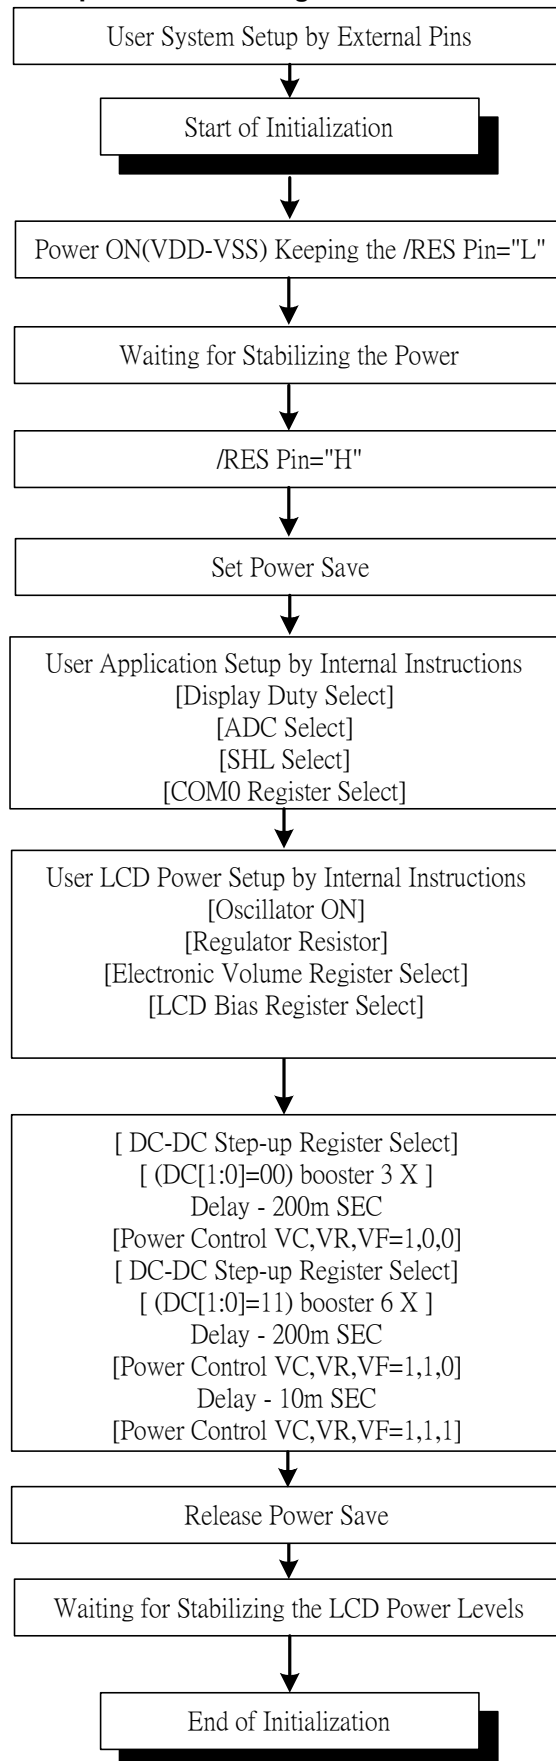 User System Setup by External Pins
Start of Initialization
Power ON(VDD-VSS) Keeping the /RES Pin="L"
Waiting for Stabilizing the Power
/RES Pin="H"
Set Power Save
User Application Setup by Internal Instructions
[Display Duty Select]
[ADC Select]
[SHL Select]
[COM0 Register Select]
User LCD Power Setup by Internal Instructions
[Oscillator ON]
[Regulator Resistor]
[Electronic Volume Register Select]
[LCD Bias Register Select]
[ DC-DC Step-up Register Select]
[ (DC[1:0]=00) booster 3 X ]
Delay - 200m SEC
[Power Control VC,VR,VF=1,0,0]
[ DC-DC Step-up Register Select]
[ (DC[1:0]=11) booster 6 X ]
Delay - 200m SEC
[Power Control VC,VR,VF=1,1,0]
Delay - 10m SEC
[Power Control VC,VR,VF=1,1,1]
Release Power Save
Waiting for Stabilizing the LCD Power Levels
End of Initialization